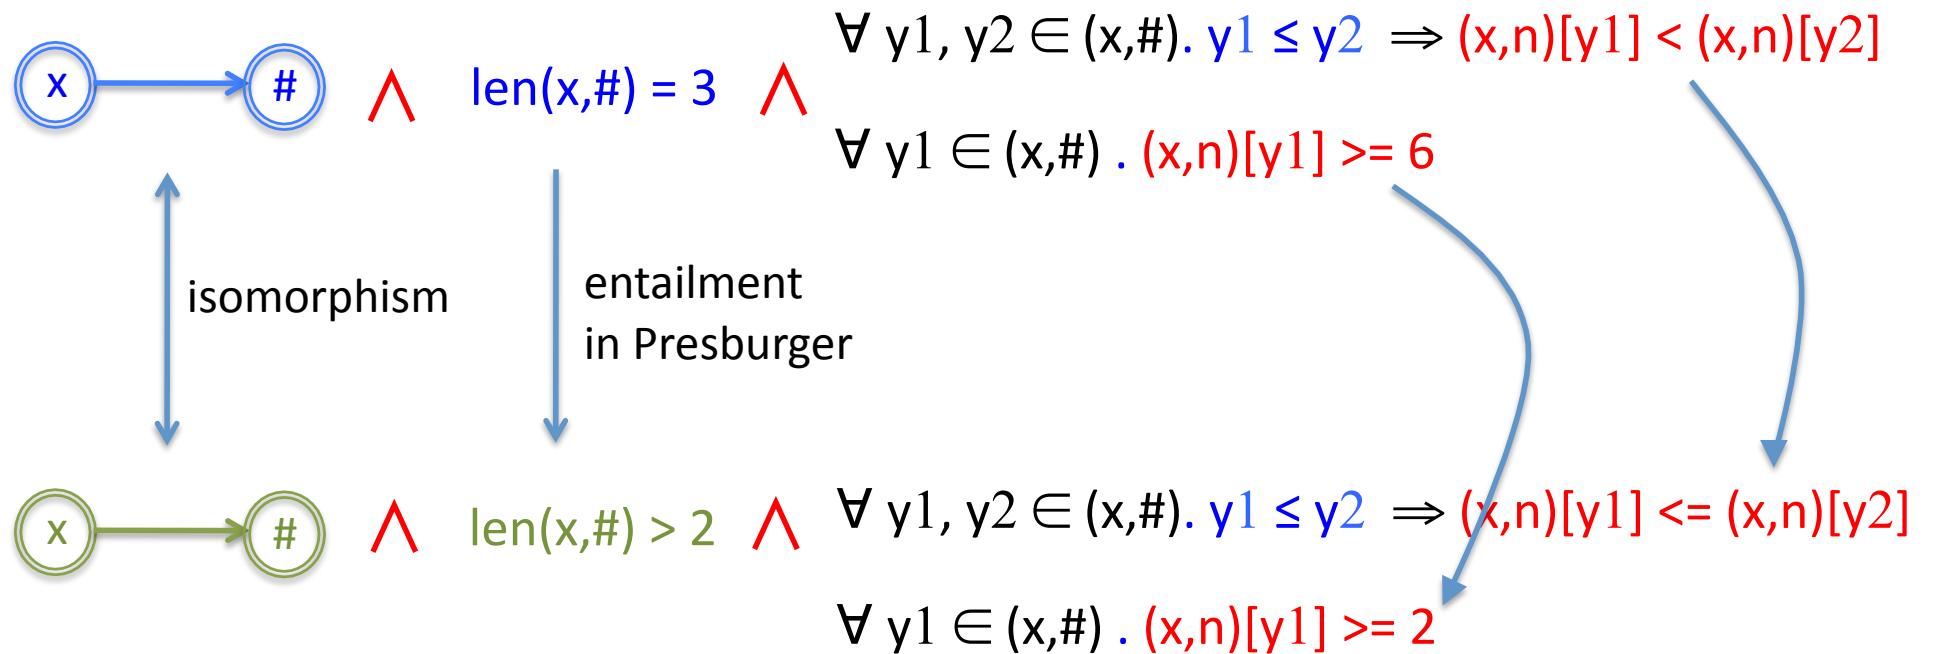 ∀ y1, y2 ∈ (x,#). y1 ≤ y2 ⇒ (x,n)[y1] < (x,n)[y2]
x # ∧ len(x,#) = 3 ∧
∀ y1 ∈ (x,#) . (x,n)[y1] >= 6
isomorphism
entailment
in Presburger
∀ y1, y2 ∈ (x,#). y1 ≤ y2 ⇒ (x,n)[y1] <= (x,n)[y2]
x # ∧ len(x,#) > 2 ∧
∀ y1 ∈ (x,#) . (x,n)[y1] >= 2